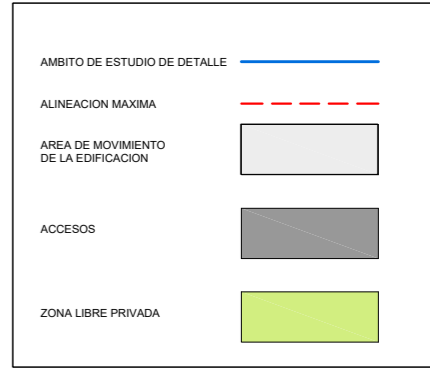 AMBITO DE ESTUDIO DE DETALLE
ALINEACION MAXIMA
AREA DE MOVIMIENTO
DE LA EDIFICACION
ACCESOS
ZONA LIBRE PRIVADA